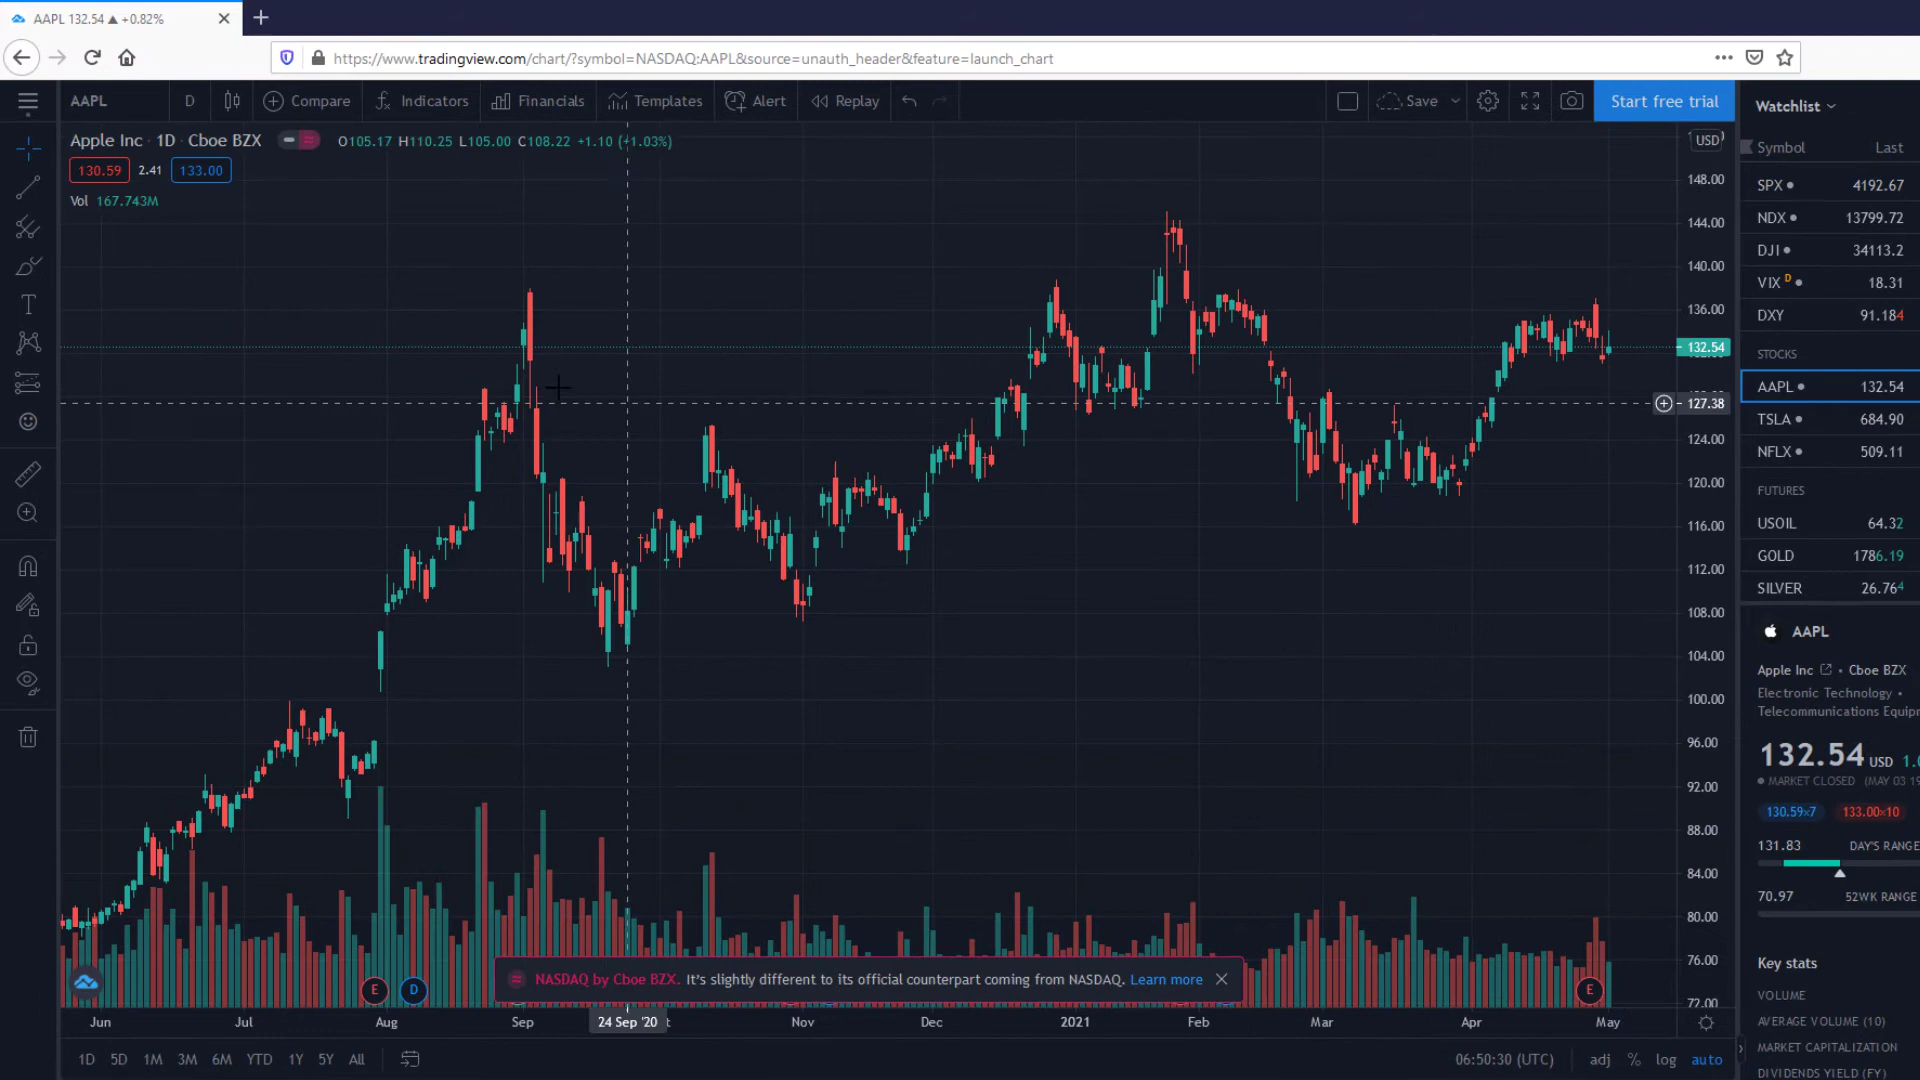 AAPL 132.54 ▲ +0.82%
https://www.tradingview.com/chart/?symbol=NASDAQ:AAPL&source=unauth_header&feature=launch_chart
AAPL D Compare Indicators Financials Templates Alert Replay Save Start free trial
Apple Inc · 1D · Cboe BZX O105.17 H110.25 L105.00 C108.22 +1.10 (+1.03%)
130.59 2.41 133.00
Vol 167.743M
USD
148.00
144.00
140.00
136.00
132.54
127.38
124.00
120.00
116.00
112.00
108.00
104.00
100.00
96.00
92.00
88.00
84.00
80.00
76.00
72.00
E D E
NASDAQ by Cboe BZX. It's slightly different to its official counterpart coming from NASDAQ. Learn more
Jun Jul Aug Sep 24 Sep '20 Nov Dec 2021 Feb Mar Apr May
1D 5D 1M 3M 6M YTD 1Y 5Y All
06:50:30 (UTC) adj % log auto
Watchlist
Symbol Last
SPX 4192.67
NDX 13799.72
DJI 34113.2
VIX D 18.31
DXY 91.184
STOCKS
AAPL 132.54
TSLA 684.90
NFLX 509.11
FUTURES
USOIL 64.32
GOLD 1786.19
SILVER 26.764
AAPL
Apple Inc · Cboe BZX
Electronic Technology ·
Telecommunications
132.54 USD
MARKET CLOSED (MAY 03
130.59×7 133.00×10
131.83 DAY'S RANGE
70.97 52WK RANGE
Key stats
VOLUME
AVERAGE VOLUME (10)
MARKET CAPITALIZATION
DIVIDENDS YIELD (FY)